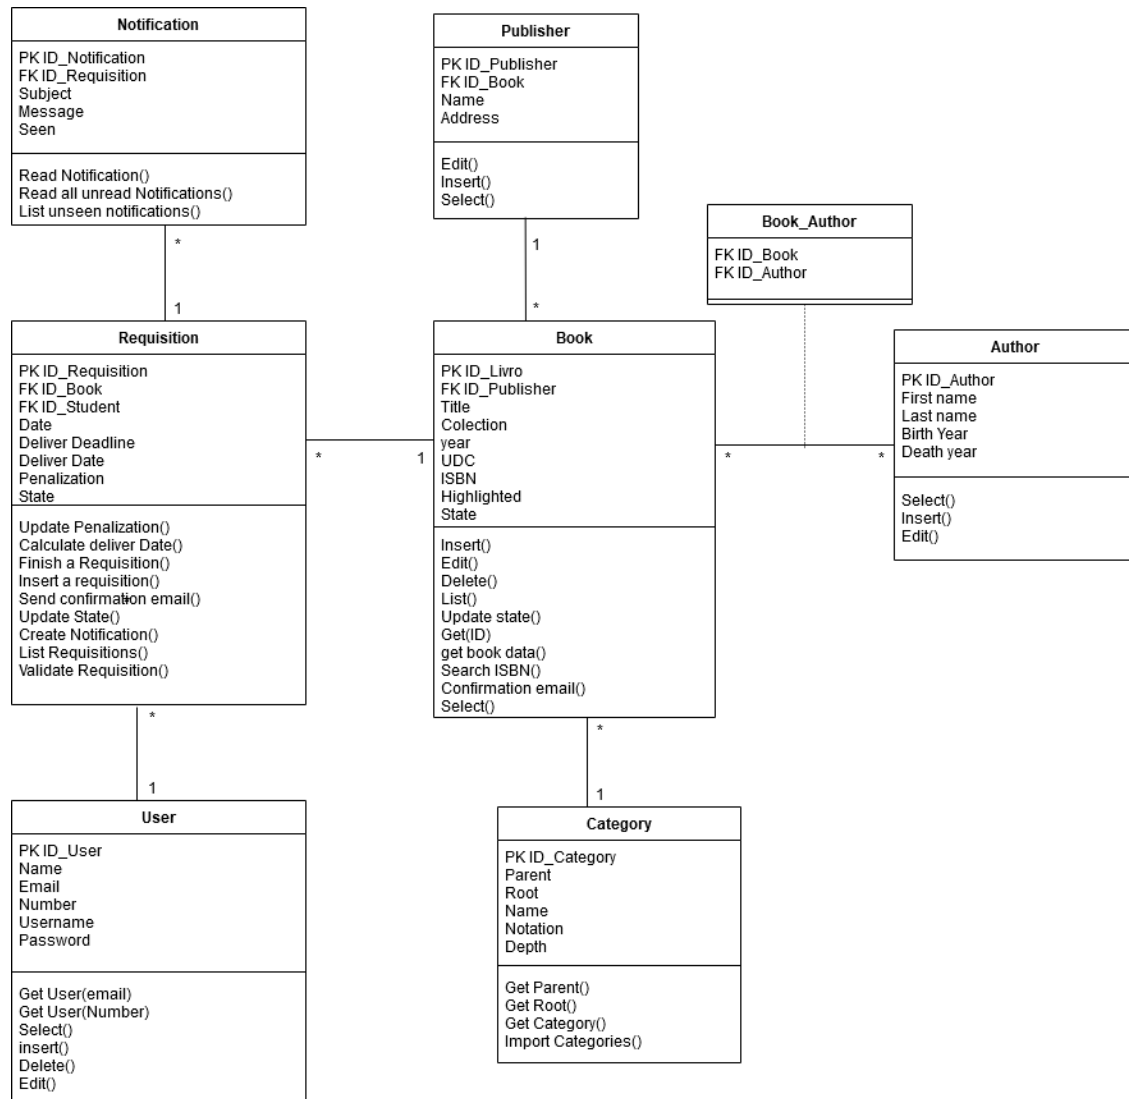 Notification
PK ID_Notification
FK ID_Requisition
Subject
Message
Seen
Read Notification()
Read all unread Notifications()
List unseen notifications()
*
1
Publisher
PK ID_Publisher
FK ID_Book
Name
Address
Edit()
Insert()
Select()
1
*
Book_Author
FK ID_Book
FK ID_Author
Requisition
PK ID_Requisition
FK ID_Book
FK ID_Student
Date
Deliver Deadline
Deliver Date
Penalization
State
Update Penalization()
Calculate deliver Date()
Finish a Requisition()
Insert a requisition()
Send confirmation email()
Update State()
Create Notification()
List Requisitions()
Validate Requisition()
*
1
Book
PK ID_Livro
FK ID_Publisher
Title
Colection
year
UDC
ISBN
Highlighted
State
Insert()
Edit()
Delete()
List()
Update state()
Get(ID)
get book data()
Search ISBN()
Confirmation email()
Select()
*
*
Author
PK ID_Author
First name
Last name
Birth Year
Death year
Select()
Insert()
Edit()
*
1
User
PK ID_User
Name
Email
Number
Username
Password
Get User(email)
Get User(Number)
Select()
insert()
Delete()
Edit()
*
1
Category
PK ID_Category
Parent
Root
Name
Notation
Depth
Get Parent()
Get Root()
Get Category()
Import Categories()